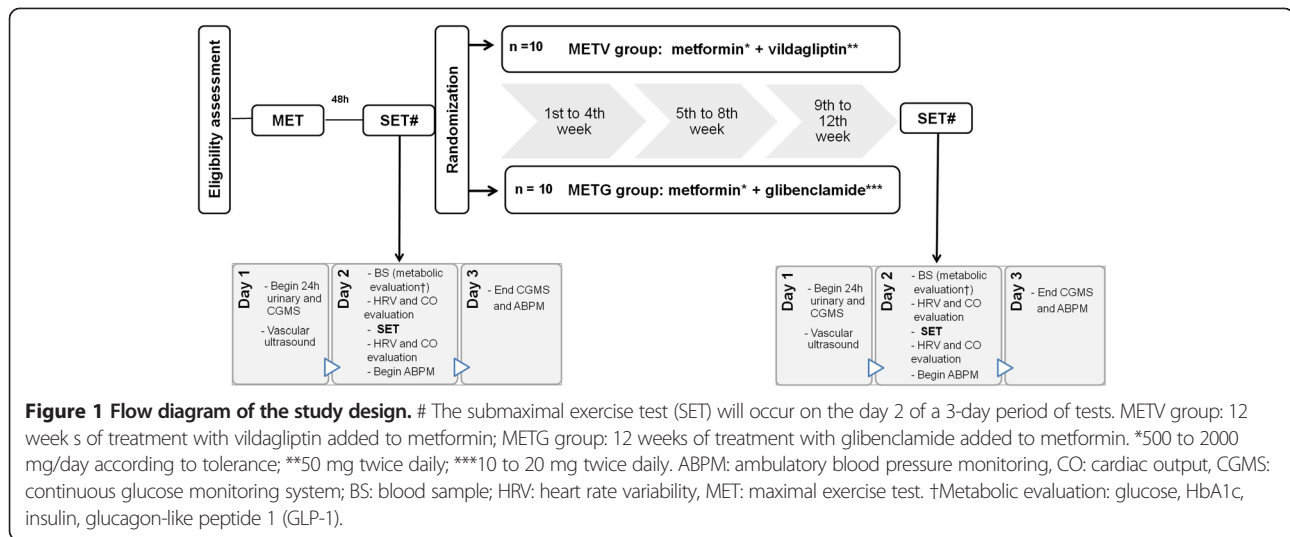 Eligibility assessment
MET
48h
SET#
Randomization
n =10 METV group: metformin* + vildagliptin**
1st to 4th
week
5th to 8th
week
9th to
12th
week
SET#
n = 10 METG group: metformin* + glibenclamide***
Day 1
- Begin 24h
urinary and
CGMS
- Vascular
ultrasound
Day 2
- BS (metabolic
evaluation†)
- HRV and CO
evaluation
- SET
- HRV and CO
evaluation
- Begin ABPM
Day 3
- End CGMS
and ABPM
Day 1
- Begin 24h
urinary and
CGMS
- Vascular
ultrasound
Day 2
- BS (metabolic
evaluation†)
- HRV and CO
evaluation
- SET
- HRV and CO
evaluation
- Begin ABPM
Day 3
- End CGMS
and ABPM
Figure 1 Flow diagram of the study design. # The submaximal exercise test (SET) will occur on the day 2 of a 3-day period of tests. METV group: 12
week s of treatment with vildagliptin added to metformin; METG group: 12 weeks of treatment with glibenclamide added to metformin. *500 to 2000
mg/day according to tolerance; **50 mg twice daily; ***10 to 20 mg twice daily. ABPM: ambulatory blood pressure monitoring, CO: cardiac output, CGMS:
continuous glucose monitoring system; BS: blood sample; HRV: heart rate variability, MET: maximal exercise test. †Metabolic evaluation: glucose, HbA1c,
insulin, glucagon-like peptide 1 (GLP-1).